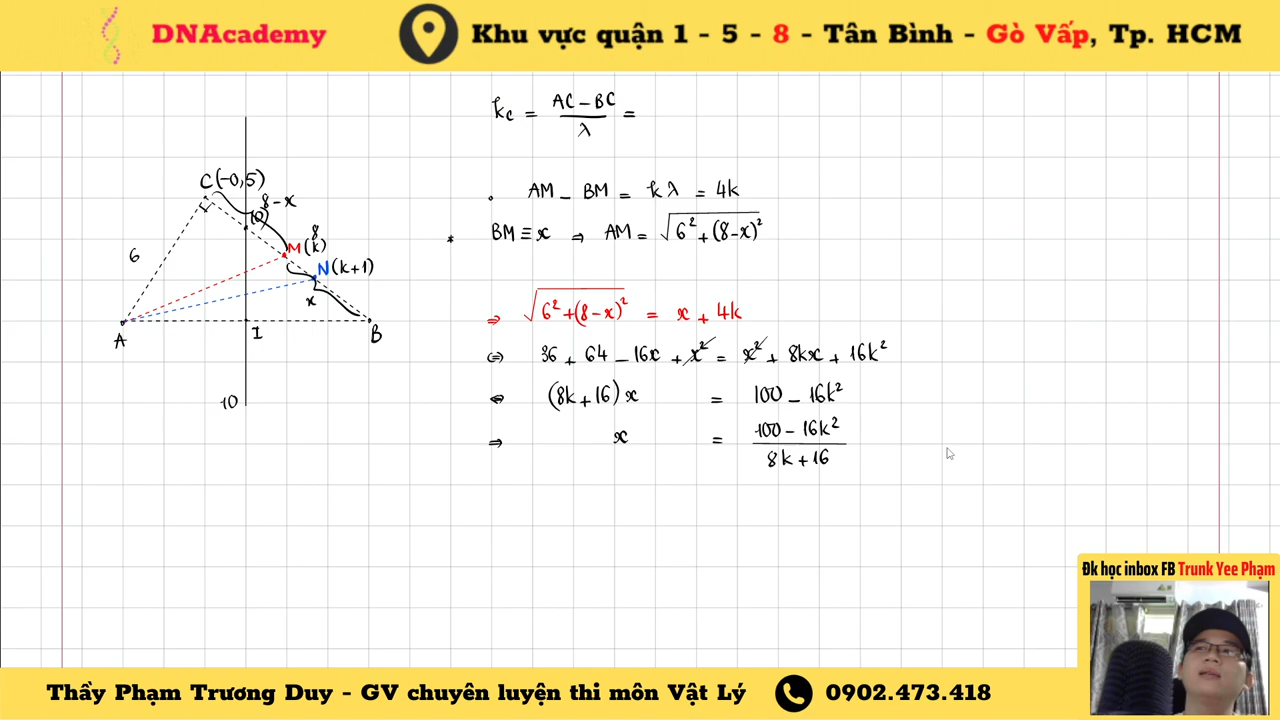 DNAcademy
Khu vực quận 1 - 5 - 8 - Tân Bình - Gò Vấp, Tp. HCM
k_C = (AC - BC)/λ =
C(-0,5)
8-x
(0)
8
M(k)
N(k+1)
6
x
A
I
B
10
. AM - BM = kλ = 4k
* BM ≡ x ⇒ AM = √(6² + (8-x)²)
⇒ √(6² + (8-x)²) = x + 4k
⇔ 36 + 64 - 16x + x² = x² + 8kx + 16k²
⇔ (8k + 16)x = 100 - 16k²
⇒ x = (100 - 16k²)/(8k + 16)
Đk học inbox FB Trunk Yee Phạm
Thầy Phạm Trương Duy - GV chuyên luyện thi môn Vật Lý
0902.473.418